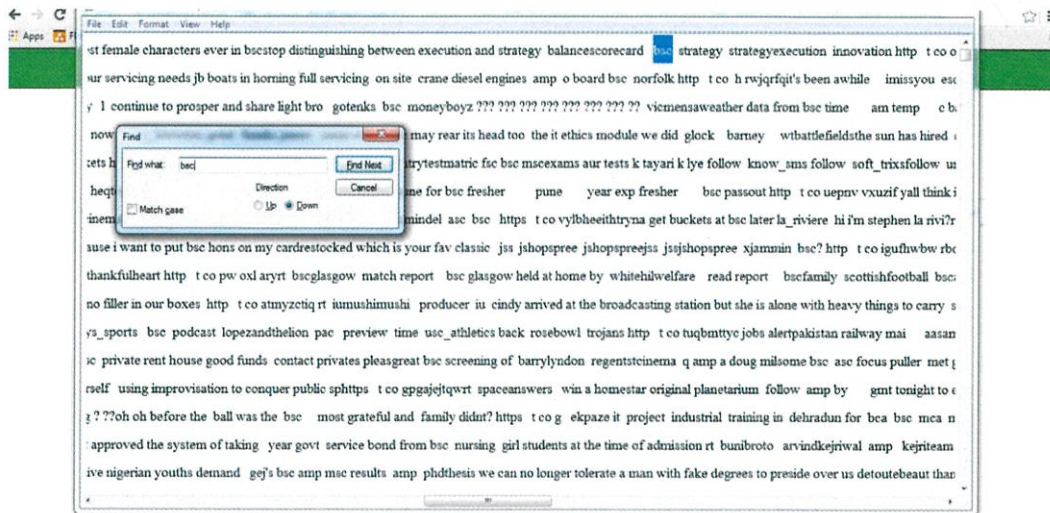 Apps
File Edit Format View Help
st female characters ever in bscstop distinguishing between execution and strategy balancescorecard bsc strategy strategyexecution innovation http t co o
ur servicing needs jb boats in horning full servicing on site crane diesel engines amp o board bsc norfolk http t co h rwjqrfqit's been awhile imissyou esc
y I continue to prosper and share light bro gotenks bsc moneyboyz ??? ??? ??? ??? ??? ??? ??? ?? vicmensaweather data from bsc time am temp c b
now may rear its head too the it ethics module we did glock barney wtbattlefieldsthe sun has hired
Find
cets h trytestmatric fsc bsc mscexams aur tests k tayari k lye follow know_sms follow soft_trixsfollow u
Find what: bsc Find Next
heqt ne for bsc fresher pune year exp fresher bsc passout http t co uepnv vxuzif yall think i
Direction Cancel
Match case Up Down
inem mindel asc bsc https t co vylbheeithtryna get buckets at bsc later la_riviere hi i'm stephen la rivi?r
ause i want to put bsc hons on my cardrestocked which is your fav classic jss jshopspree jshopspreejss jssjshopspree xjammin bsc? http t co igufhwbw rbc
thankfulheart http t co pw oxl aryrt bscglasgow match report bsc glasgow held at home by whitehilwelfare read report bscfamily scottishfootball bsc
no filler in our boxes http t co atmyzctiq rt iumushimushi producer iu cindy arrived at the broadcasting station but she is alone with heavy things to carry s
ys_sports bsc podcast lopezandthelion pac preview time usc_athletics back rosebowl trojans http t co tuqbmttyc jobs alertpakistan railway mai aasan
private rent house good funds contact privates pleasgreat bsc screening of barrylyndon regentstcinema q amp a doug milsome bsc asc focus puller met
rself using improvisation to conquer public sphttps t co gpgajejtqwrt spaceanswers win a homestar original planetarium follow amp by gmt tonight to
? ??oh oh before the ball was the bsc most grateful and family didnt? https t co g ekpaze it project industrial training in dehradun for bca bsc mca n
approved the system of taking year govt service bond from bsc nursing girl students at the time of admission rt bunibroto arvindkejriwal amp kejriteam
ive nigerian youths demand gej's bsc amp msc results amp phdthesis we can no longer tolerate a man with fake degrees to preside over us detoutebeaut than